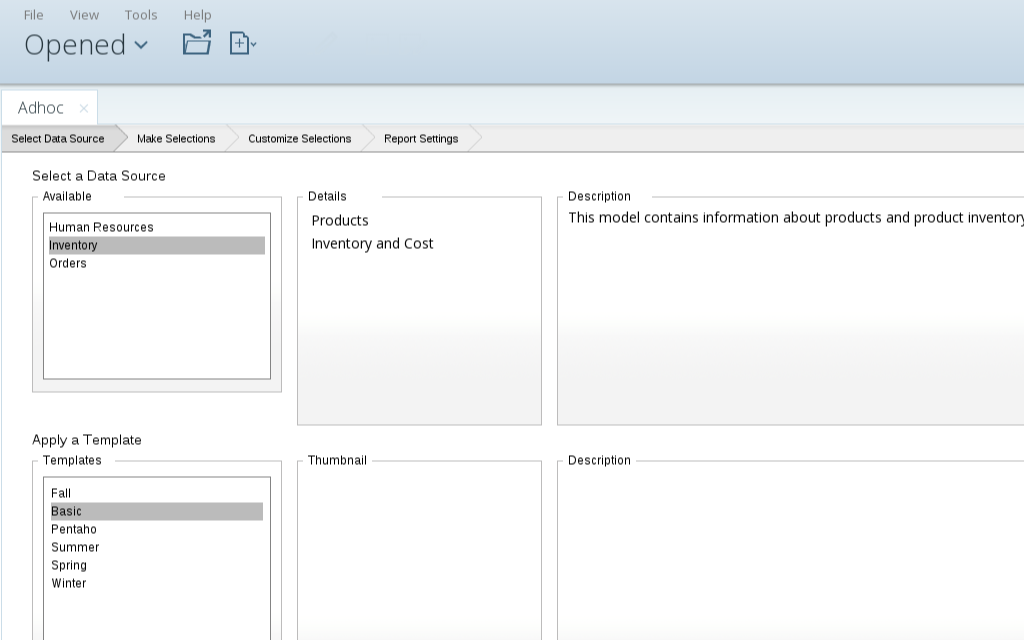 File View Tools Help
Opened
Adhoc
Select Data Source Make Selections Customize Selections Report Settings
Select a Data Source
Available
Human Resources
Inventory
Orders
Details
Products
Inventory and Cost
Description
This model contains information about products and product inventory
Apply a Template
Templates
Fall
Basic
Pentaho
Summer
Spring
Winter
Thumbnail
Description